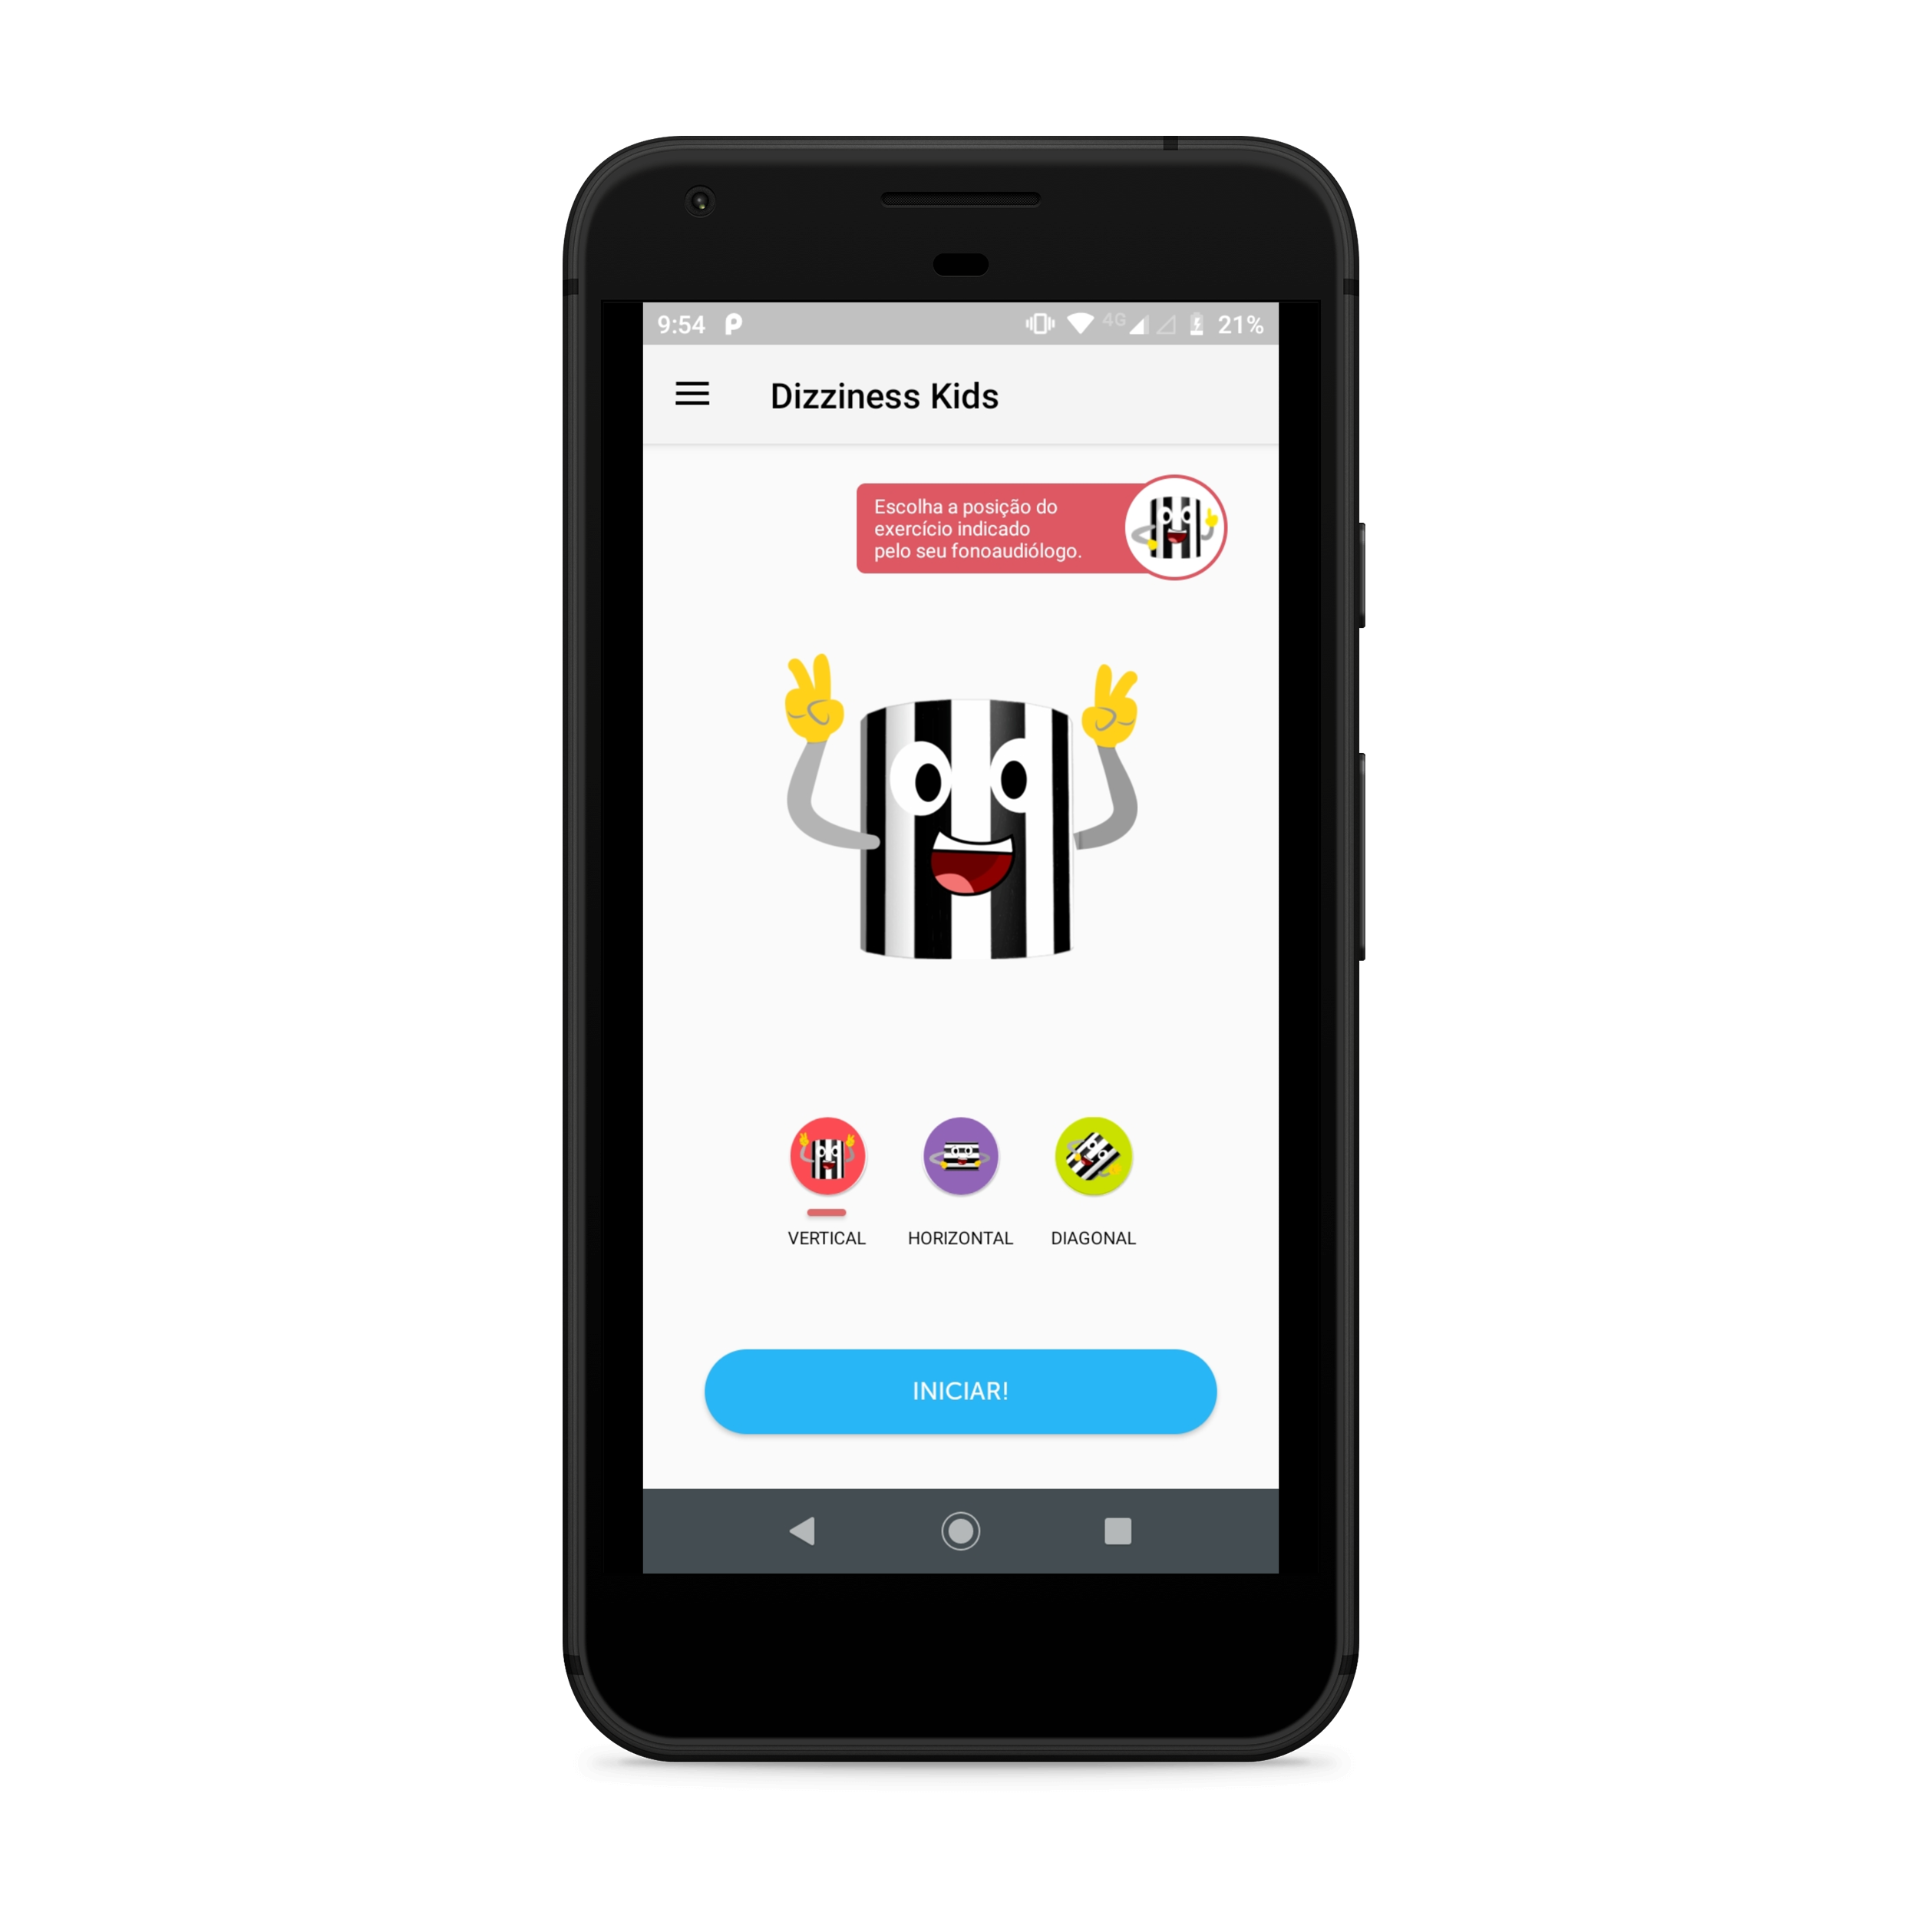 9:54
4G
21%
Dizziness Kids
Escolha a posição do
exercício indicado
pelo seu fonoaudiólogo.
VERTICAL
HORIZONTAL
DIAGONAL
INICIAR!